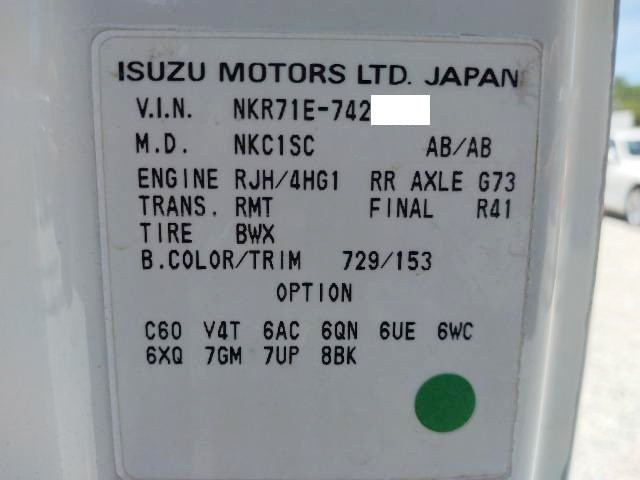 ISUZU MOTORS LTD. JAPAN
V.I.N. NKR71E-742
M.D. NKC1SC AB/AB
ENGINE RJH/4HG1 RR AXLE G73
TRANS. RMT FINAL R41
TIRE BWX
B.COLOR/TRIM 729/153
OPTION
C60 V4T 6AC 6QN 6UE 6WC
6XQ 7GM 7UP 8BK